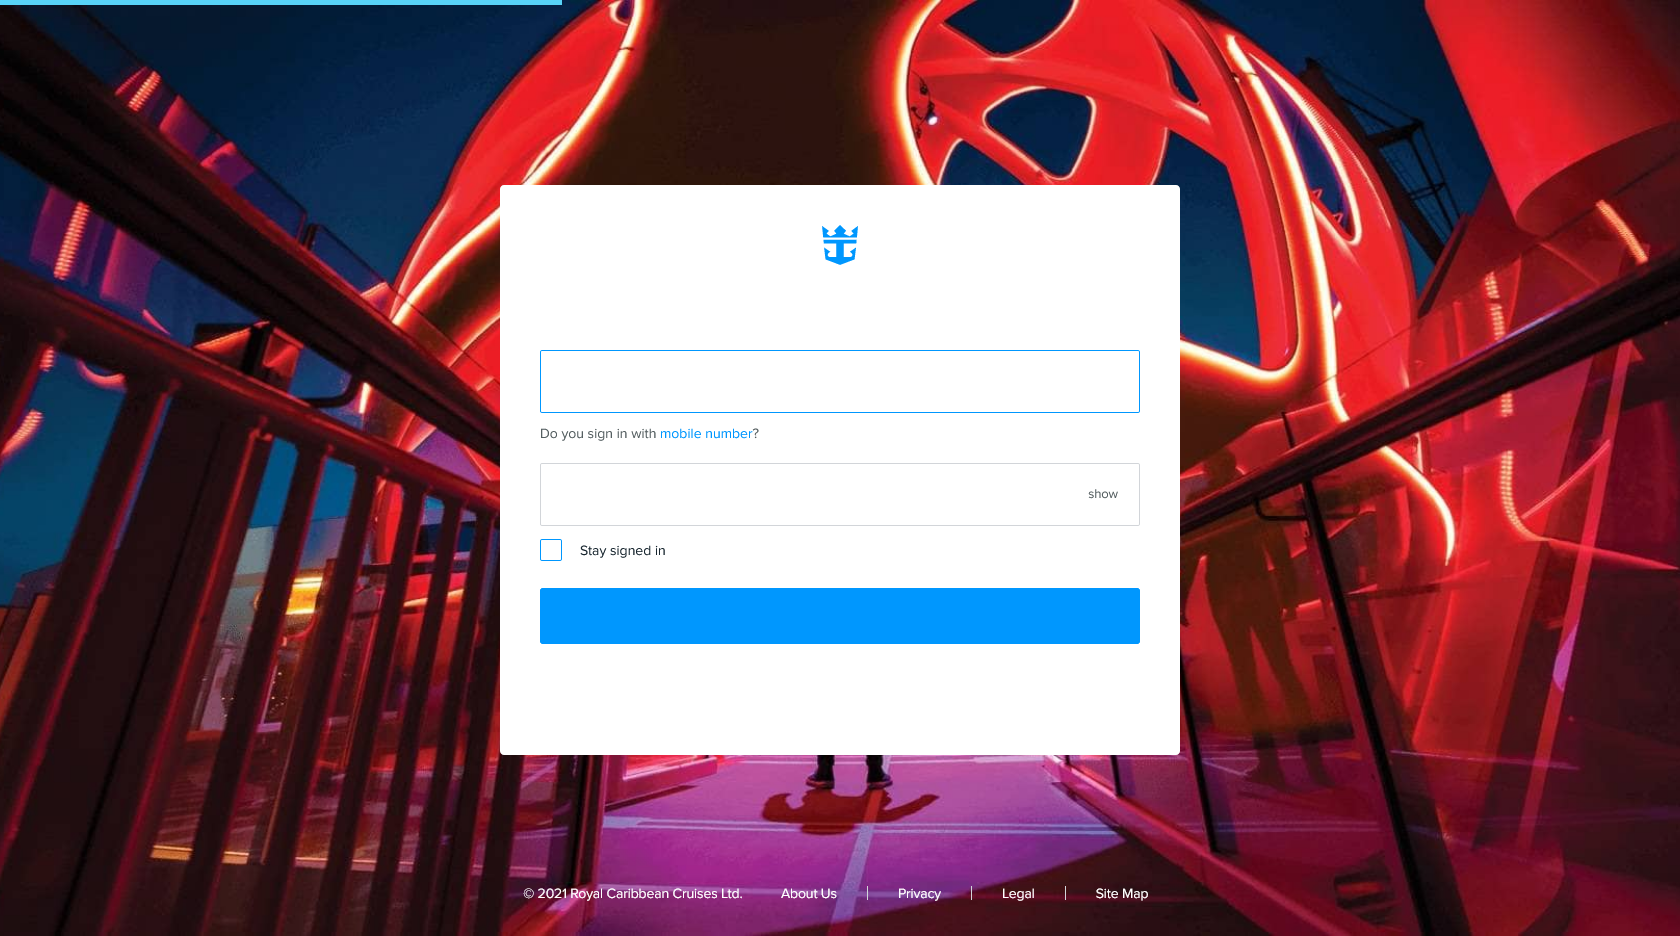 Do you sign in with mobile number?
show
Stay signed in
© 2021 Royal Caribbean Cruises Ltd. About Us | Privacy | Legal | Site Map